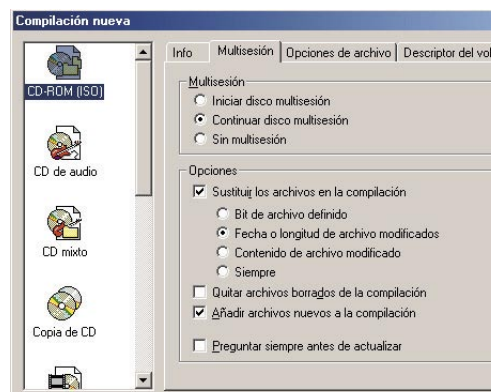 Compilación nueva
CD-ROM (ISO)
CD de audio
CD mixto
Copia de CD
Info Multisesión Opciones de archivo Descriptor del
Multisesión
Iniciar disco multisesión
Continuar disco multisesión
Sin multisesión
Opciones
Sustituir los archivos en la compilación
Bit de archivo definido
Fecha o longitud de archivo modificados
Contenido de archivo modificado
Siempre
Quitar archivos borrados de la compilación
Añadir archivos nuevos a la compilación
Preguntar siempre antes de actualizar